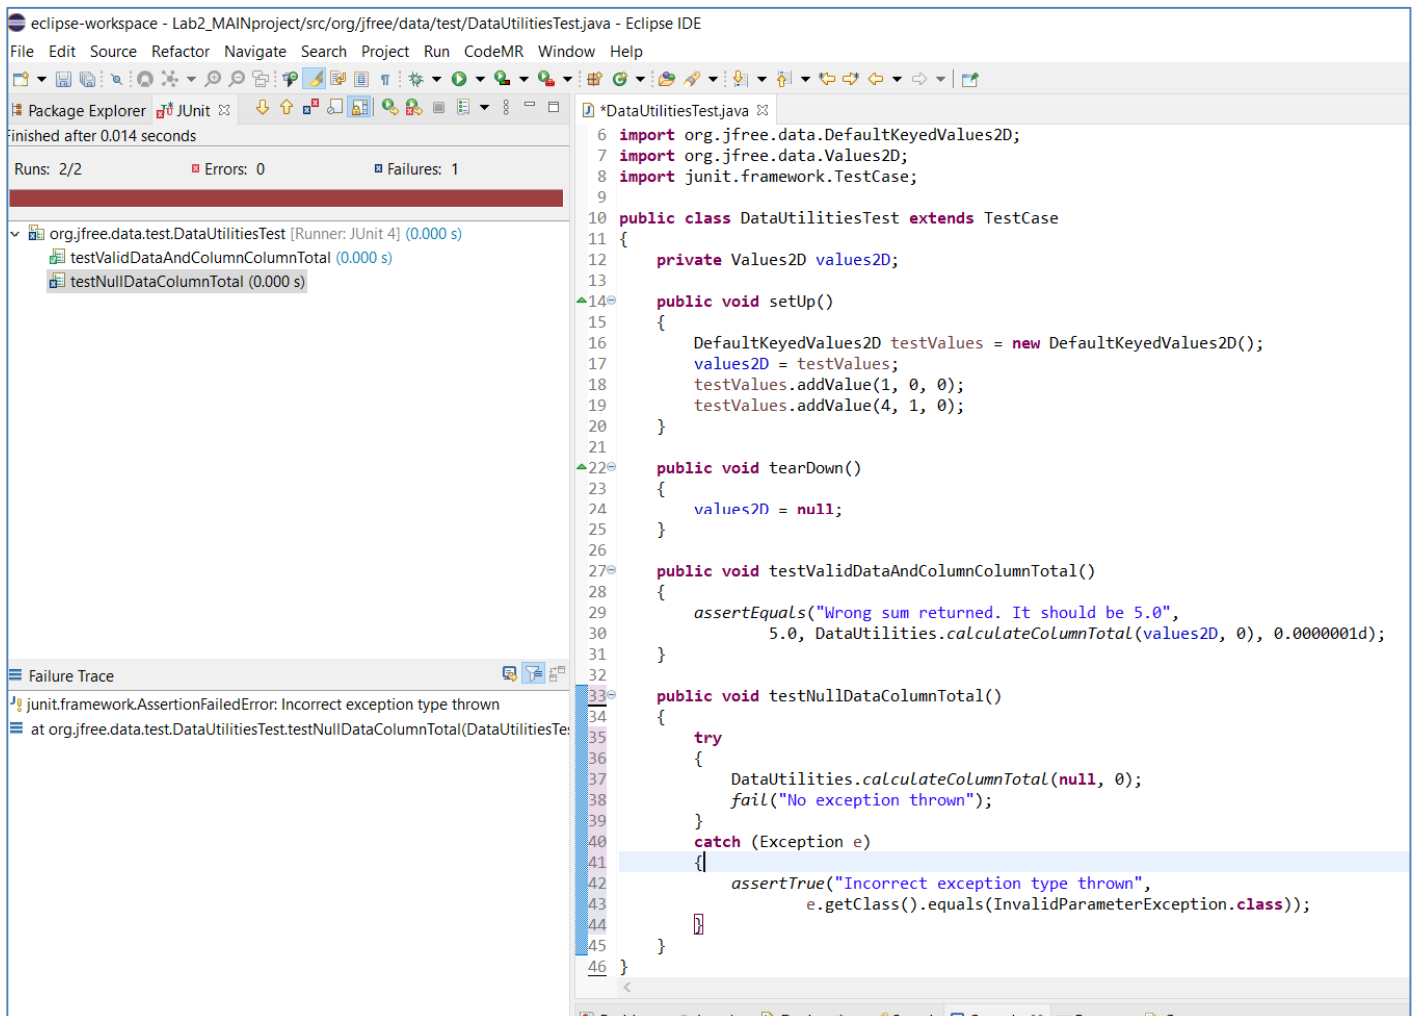 eclipse-workspace - Lab2_MAINproject/src/org/jfree/data/test/DataUtilitiesTest.java - Eclipse IDE
File Edit Source Refactor Navigate Search Project Run CodeMR Window Help
Package Explorer JUnit
Finished after 0.014 seconds
Runs: 2/2 Errors: 0 Failures: 1
org.jfree.data.test.DataUtilitiesTest [Runner: JUnit 4] (0.000 s)
testValidDataAndColumnColumnTotal (0.000 s)
testNullDataColumnTotal (0.000 s)
Failure Trace
junit.framework.AssertionFailedError: Incorrect exception type thrown
at org.jfree.data.test.DataUtilitiesTest.testNullDataColumnTotal(DataUtilitiesTe
*DataUtilitiesTest.java
6 import org.jfree.data.DefaultKeyedValues2D;
7 import org.jfree.data.Values2D;
8 import junit.framework.TestCase;
9
10 public class DataUtilitiesTest extends TestCase
11 {
12 private Values2D values2D;
13
14 public void setUp()
15 {
16 DefaultKeyedValues2D testValues = new DefaultKeyedValues2D();
17 values2D = testValues;
18 testValues.addValue(1, 0, 0);
19 testValues.addValue(4, 1, 0);
20 }
21
22 public void tearDown()
23 {
24 values2D = null;
25 }
26
27 public void testValidDataAndColumnColumnTotal()
28 {
29 assertEquals("Wrong sum returned. It should be 5.0",
30 5.0, DataUtilities.calculateColumnTotal(values2D, 0), 0.0000001d);
31 }
32
33 public void testNullDataColumnTotal()
34 {
35 try
36 {
37 DataUtilities.calculateColumnTotal(null, 0);
38 fail("No exception thrown");
39 }
40 catch (Exception e)
41 {
42 assertTrue("Incorrect exception type thrown",
43 e.getClass().equals(InvalidParameterException.class));
44 }
45 }
46 }